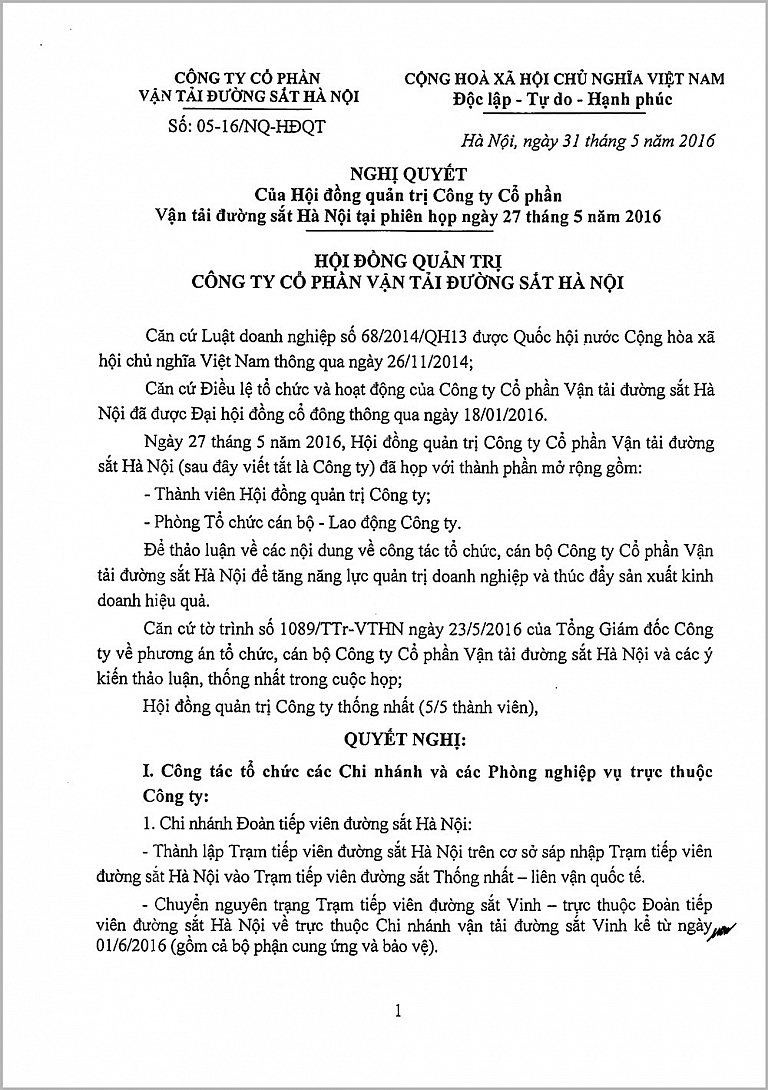 CÔNG TY CỔ PHẦN
VẬN TẢI ĐƯỜNG SẮT HÀ NỘI
Số: 05-16/NQ-HĐQT
CỘNG HOÀ XÃ HỘI CHỦ NGHĨA VIỆT NAM
Độc lập - Tự do - Hạnh phúc
Hà Nội, ngày 31 tháng 5 năm 2016
NGHỊ QUYẾT
Của Hội đồng quản trị Công ty Cổ phần
Vận tải đường sắt Hà Nội tại phiên họp ngày 27 tháng 5 năm 2016
HỘI ĐỒNG QUẢN TRỊ
CÔNG TY CỔ PHẦN VẬN TẢI ĐƯỜNG SẮT HÀ NỘI
Căn cứ Luật doanh nghiệp số 68/2014/QH13 được Quốc hội nước Cộng hòa xã
hội chủ nghĩa Việt Nam thông qua ngày 26/11/2014;
Căn cứ Điều lệ tổ chức và hoạt động của Công ty Cổ phần Vận tải đường sắt Hà
Nội đã được Đại hội đồng cổ đông thông qua ngày 18/01/2016.
Ngày 27 tháng 5 năm 2016, Hội đồng quản trị Công ty Cổ phần Vận tải đường
sắt Hà Nội (sau đây viết tắt là Công ty) đã họp với thành phần mở rộng gồm:
- Thành viên Hội đồng quản trị Công ty;
- Phòng Tổ chức cán bộ - Lao động Công ty.
Để thảo luận về các nội dung về công tác tổ chức, cán bộ Công ty Cổ phần Vận
tải đường sắt Hà Nội để tăng năng lực quản trị doanh nghiệp và thúc đẩy sản xuất kinh
doanh hiệu quả.
Căn cứ tờ trình số 1089/TTr-VTHN ngày 23/5/2016 của Tổng Giám đốc Công
ty về phương án tổ chức, cán bộ Công ty Cổ phần Vận tải đường sắt Hà Nội và các ý
kiến thảo luận, thống nhất trong cuộc họp;
Hội đồng quản trị Công ty thống nhất (5/5 thành viên),
QUYẾT NGHỊ:
I. Công tác tổ chức các Chi nhánh và các Phòng nghiệp vụ trực thuộc
Công ty:
1. Chi nhánh Đoàn tiếp viên đường sắt Hà Nội:
- Thành lập Trạm tiếp viên đường sắt Hà Nội trên cơ sở sáp nhập Trạm tiếp viên
đường sắt Hà Nội vào Trạm tiếp viên đường sắt Thống nhất – liên vận quốc tế.
- Chuyển nguyên trạng Trạm tiếp viên đường sắt Vinh – trực thuộc Đoàn tiếp
viên đường sắt Hà Nội về trực thuộc Chi nhánh vận tải đường sắt Vinh kể từ ngày
01/6/2016 (gồm cả bộ phận cung ứng và bảo vệ).
1